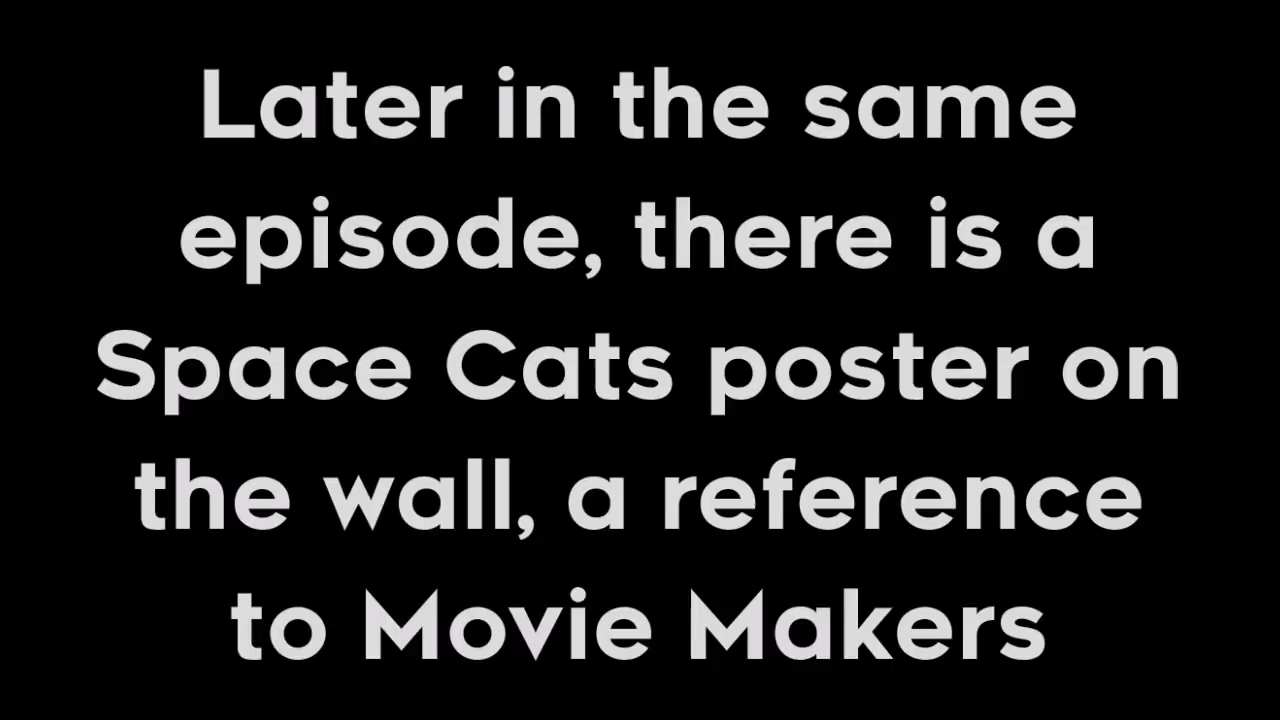 Later in the same
episode, there is a
Space Cats poster on
the wall, a reference
to Movie Makers